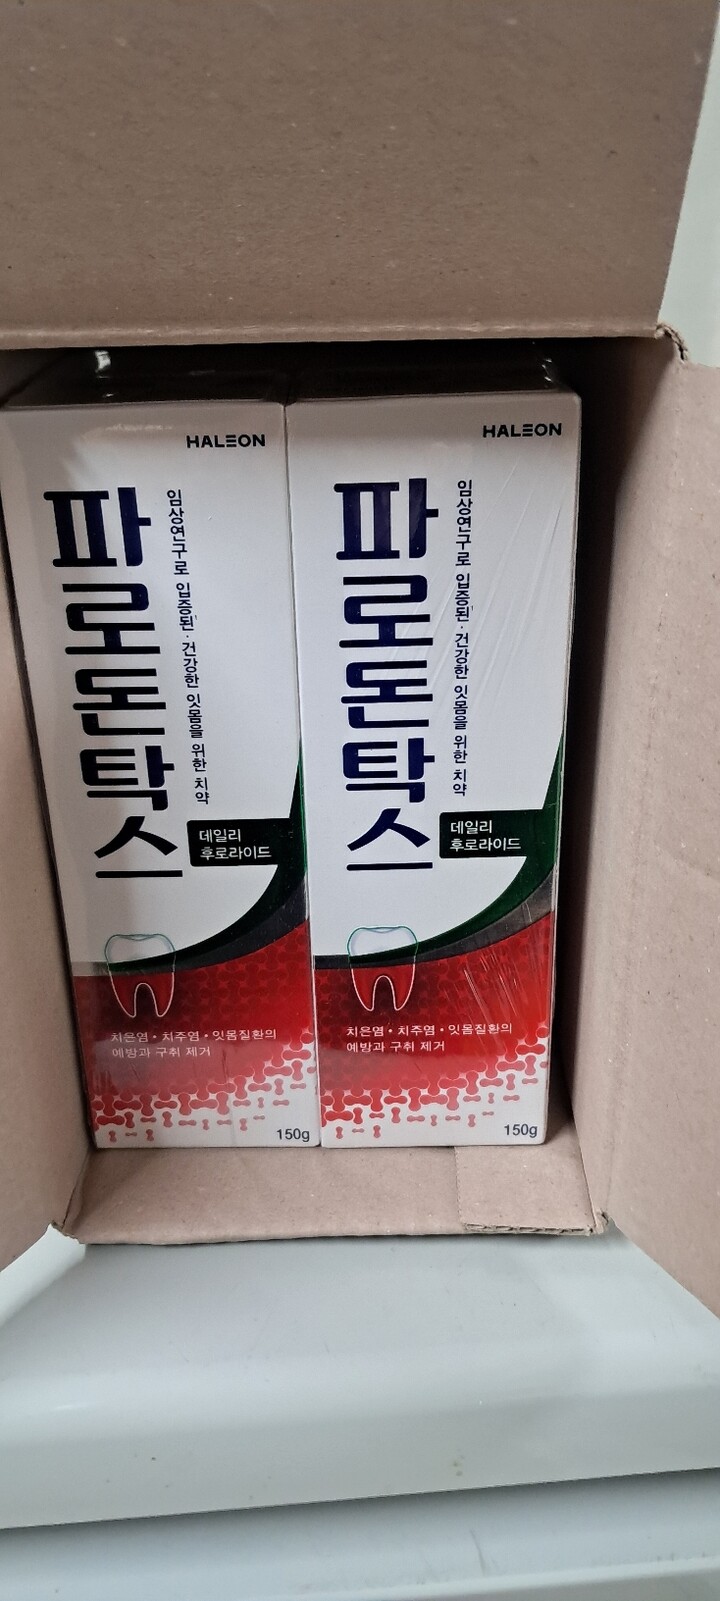 HALEON
파로돈탁스
임상연구로 입증된¹·건강한 잇몸을 위한 치약
데일리
후로라이드
치은염·치주염·잇몸질환의
예방과 구취 제거
150g
HALEON
파로돈탁스
임상연구로 입증된¹·건강한 잇몸을 위한 치약
데일리
후로라이드
치은염·치주염·잇몸질환의
예방과 구취 제거
150g